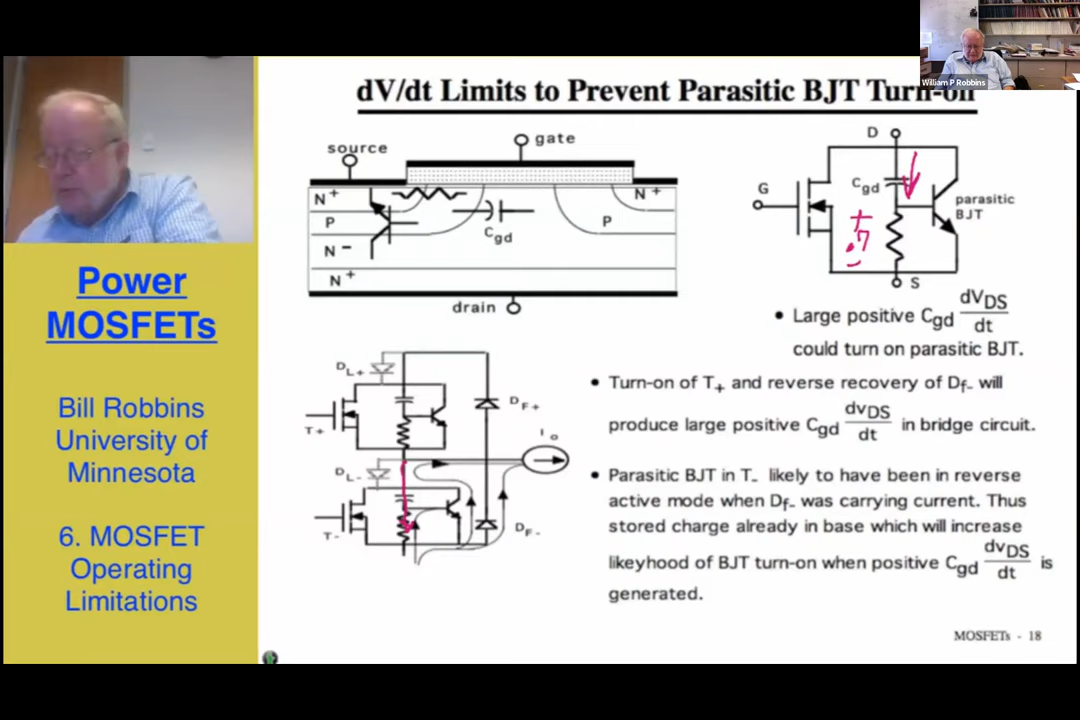 William P Robbins
dV/dt Limits to Prevent Parasitic BJT Turn-on
Power
MOSFETs
Bill Robbins
University of
Minnesota
6. MOSFET
Operating
Limitations
source
gate
N+
N+
P
P
Cgd
N-
N+
drain
D
G
Cgd
parasitic
BJT
+
.7
-
S
• Large positive Cgd dVDS
dt
could turn on parasitic BJT.
DL+
T+
DF+
Io
DL-
T-
DF-
• Turn-on of T+ and reverse recovery of Df- will
produce large positive Cgd dvDS
dt in bridge circuit.
• Parasitic BJT in T- likely to have been in reverse
active mode when Df- was carrying current. Thus
stored charge already in base which will increase
likeyhood of BJT turn-on when positive Cgd dvDS
dt is
generated.
MOSFETs - 18